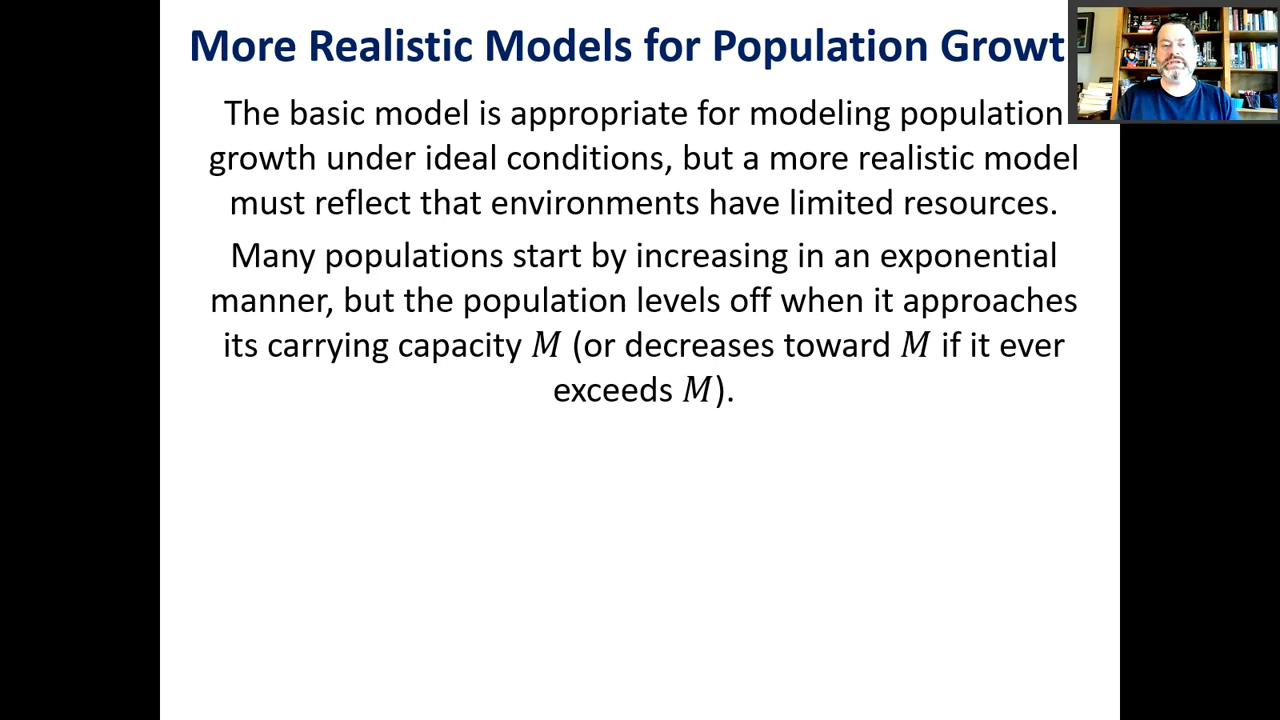 More Realistic Models for Population Growt
The basic model is appropriate for modeling population
growth under ideal conditions, but a more realistic model
must reflect that environments have limited resources.
Many populations start by increasing in an exponential
manner, but the population levels off when it approaches
its carrying capacity M (or decreases toward M if it ever
exceeds M).